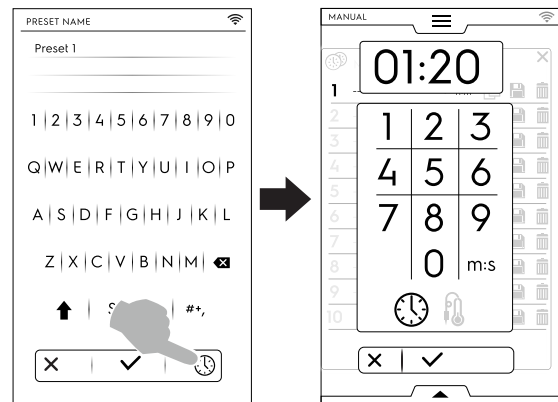 PRESET NAME
Preset 1
1 2 3 4 5 6 7 8 9 0
Q W E R T Y U I O P
A S D F G H J K L
Z X C V B N M
#+,
MANUAL
01:20
1
2
3
4
5
6
7
8
9
10
1 2 3
4 5 6
7 8 9
0 m:s